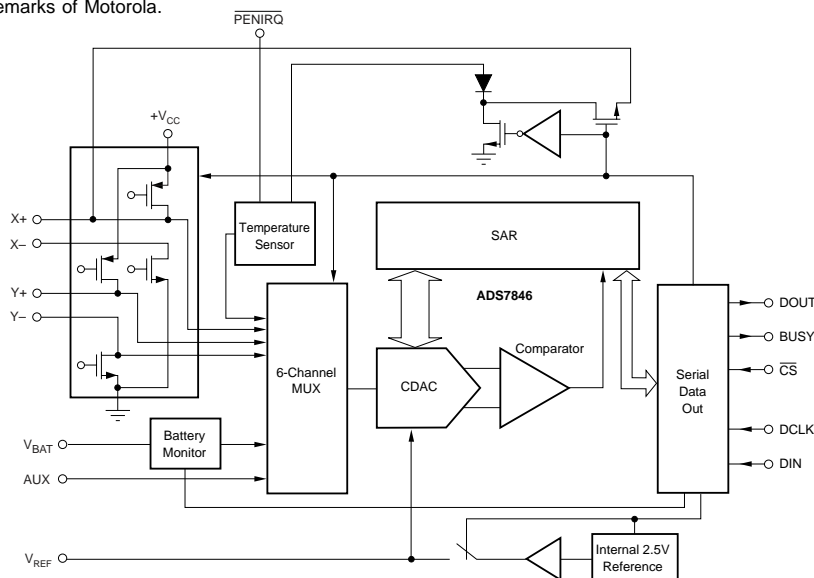 emarks of Motorola.
PENIRQ
+VCC
X+
X–
Y+
Y–
Temperature
Sensor
SAR
ADS7846
6-Channel
MUX
CDAC
Comparator
Serial
Data
Out
DOUT
BUSY
CS
DCLK
DIN
VBAT
Battery
Monitor
AUX
VREF
Internal 2.5V
Reference